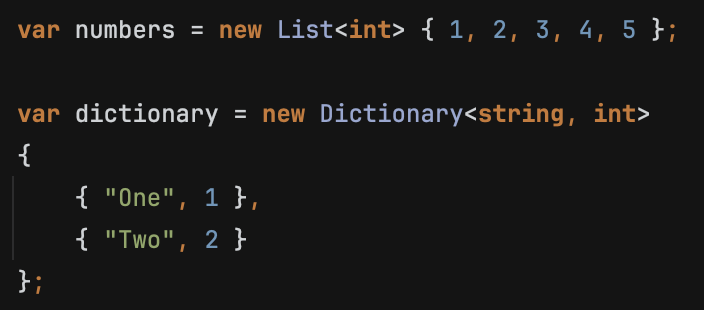 var numbers = new List<int> { 1, 2, 3, 4, 5 };
var dictionary = new Dictionary<string, int>
{
    { "One", 1 },
    { "Two", 2 }
};